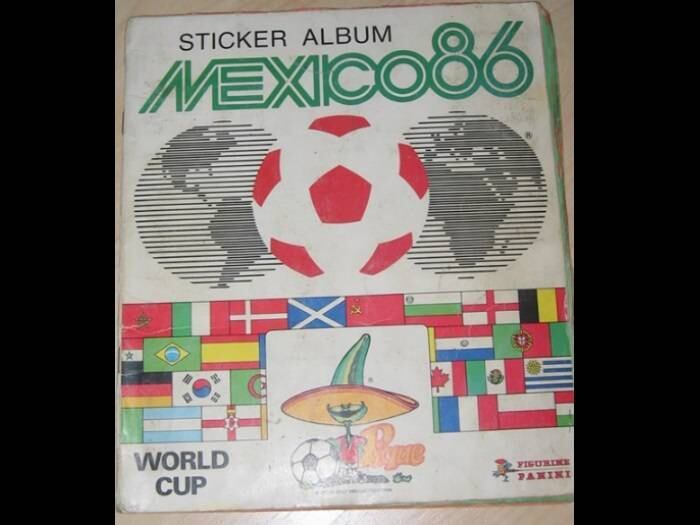 STICKER ALBUM
MEXICO86
®
Pique
WORLD
CUP
FIGURINE
PANINI